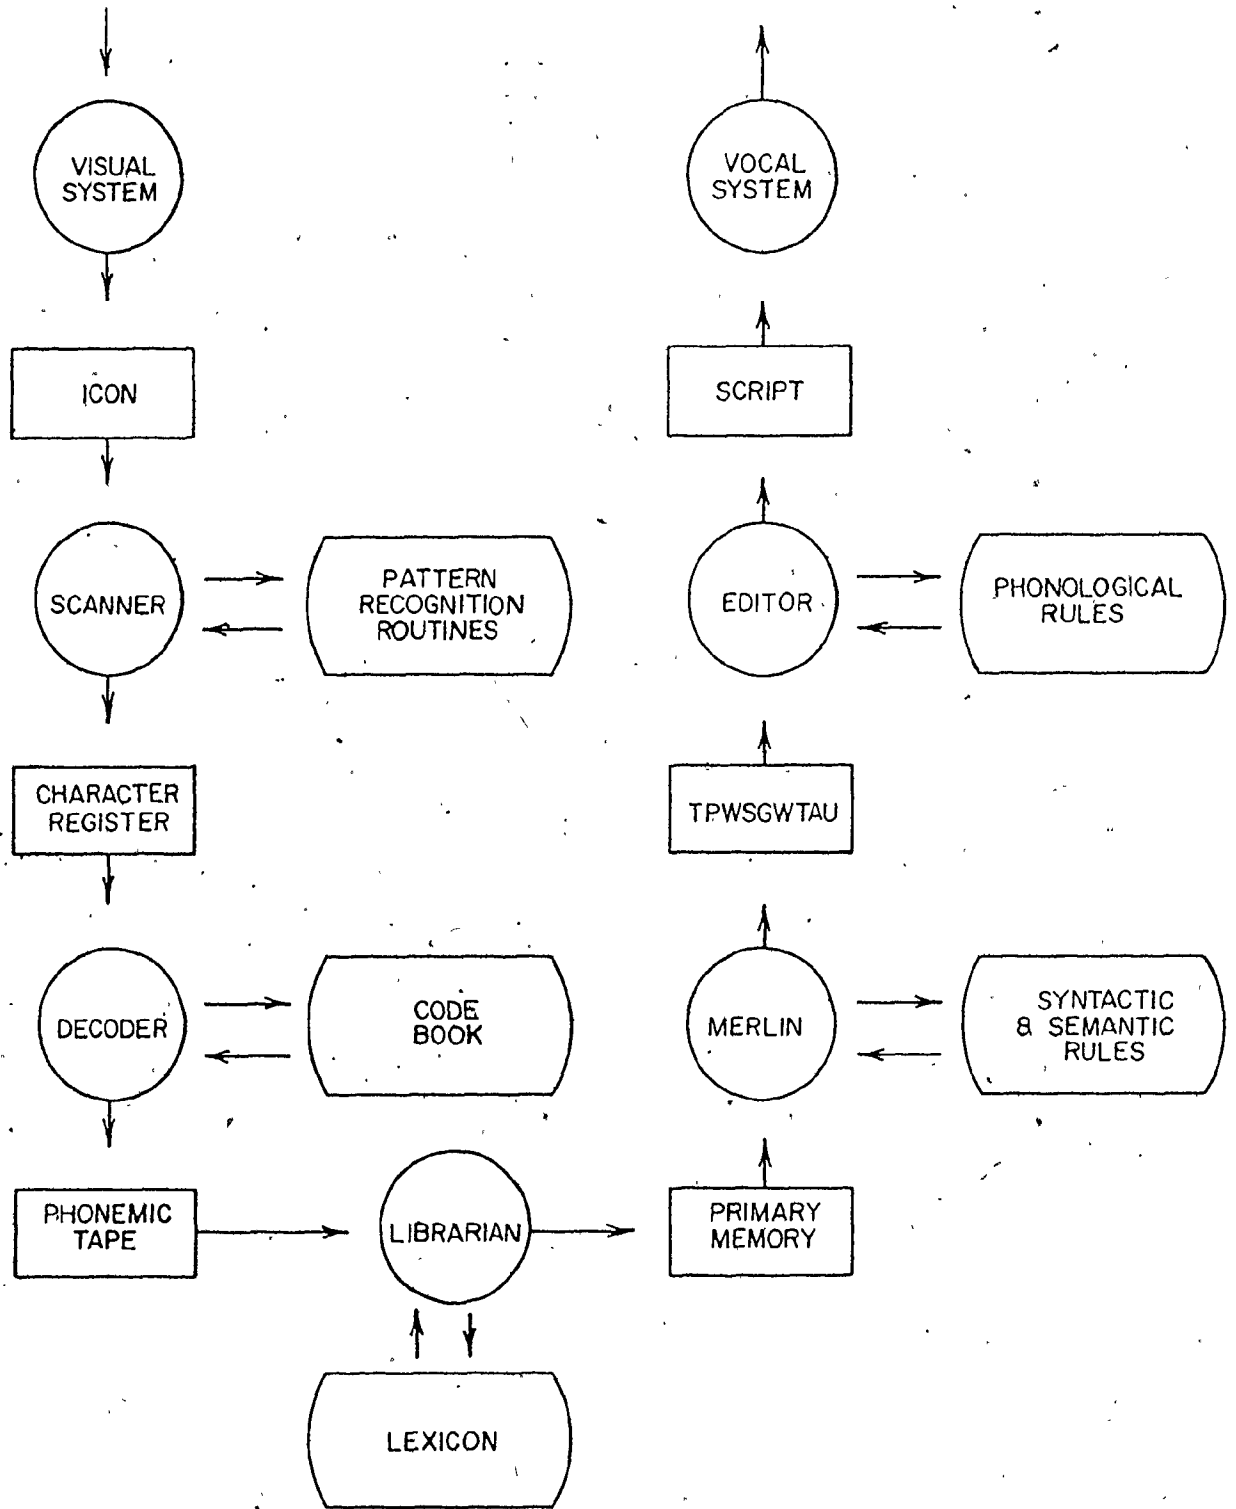 VISUAL
SYSTEM
ICON
SCANNER
PATTERN
RECOGNITION
ROUTINES
CHARACTER
REGISTER
DECODER
CODE
BOOK
PHONEMIC
TAPE
LIBRARIAN
LEXICON
VOCAL
SYSTEM
SCRIPT
EDITOR
PHONOLOGICAL
RULES
TPWSGWTAU
MERLIN
SYNTACTIC
& SEMANTIC
RULES
PRIMARY
MEMORY